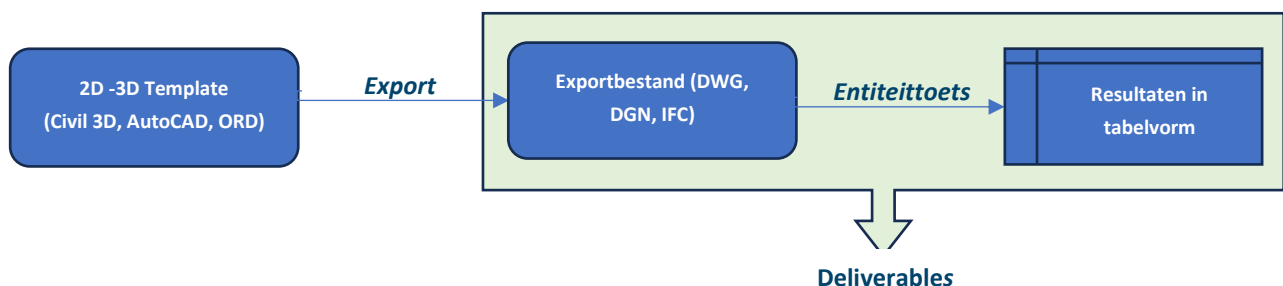 2D -3D Template
(Civil 3D, AutoCAD, ORD)
Export
Exportbestand (DWG,
DGN, IFC)
Entiteittoets
Resultaten in
tabelvorm
Deliverables